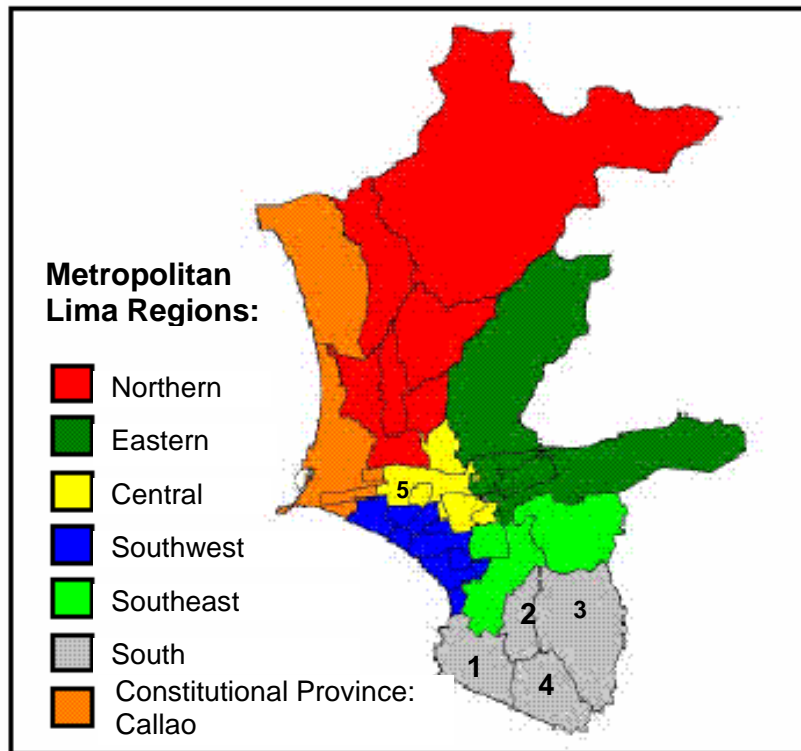 Metropolitan
Lima Regions:
Northern
Eastern
Central
Southwest
Southeast
South
Constitutional Province:
Callao
5
2
3
1
4